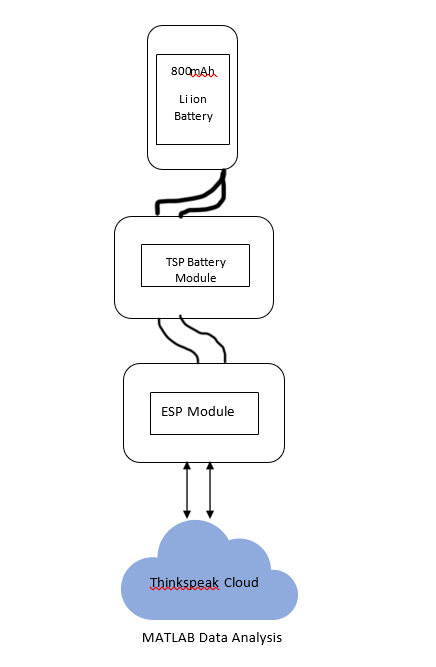 800mAh
Li ion
Battery
TSP Battery
Module
ESP Module
Thinkspeak Cloud
MATLAB Data Analysis